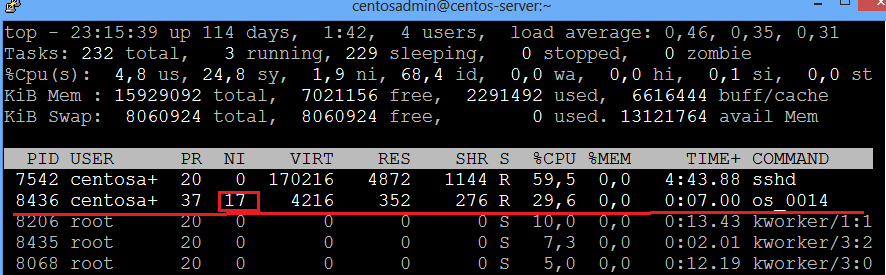 centosadmin@centos-server:~
top - 23:15:39 up 114 days,  1:42,  4 users,  load average: 0,46, 0,35, 0,31
Tasks: 232 total,   3 running, 229 sleeping,   0 stopped,   0 zombie
%Cpu(s):  4,8 us, 24,8 sy,  1,9 ni, 68,4 id,  0,0 wa,  0,0 hi,  0,1 si,  0,0 st
KiB Mem : 15929092 total,  7021156 free,  2291492 used,  6616444 buff/cache
KiB Swap:  8060924 total,  8060924 free,        0 used. 13121764 avail Mem
PID USER      PR  NI    VIRT    RES    SHR S  %CPU %MEM     TIME+ COMMAND
7542 centosa+  20   0  170216   4872   1144 R  59,5  0,0   4:43.88 sshd
8436 centosa+  37  17    4216    352    276 R  29,6  0,0   0:07.00 os_0014
8206 root      20   0       0      0      0 S  10,0  0,0   0:13.43 kworker/1:1
8435 root      20   0       0      0      0 S   7,3  0,0   0:02.01 kworker/3:2
8068 root      20   0       0      0      0 S   5,0  0,0   0:12.19 kworker/3:0